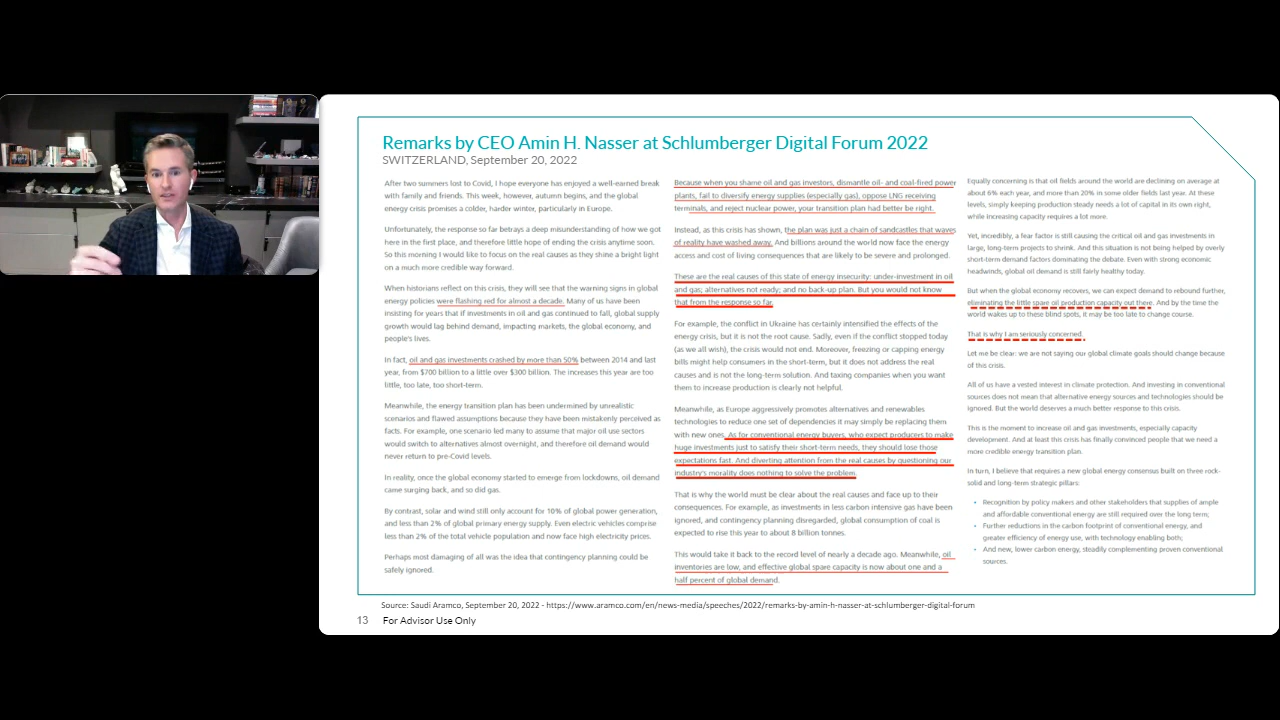 Remarks by CEO Amin H. Nasser at Schlumberger Digital Forum 2022
SWITZERLAND, September 20, 2022
After two summers lost to Covid, I hope everyone has enjoyed a well-earned break
with family and friends. This week, however, autumn begins, and the global
energy crisis promises a colder, harder winter, particularly in Europe.
Unfortunately, the response so far betrays a deep misunderstanding of how we got
here in the first place, and therefore little hope of ending the crisis anytime soon.
So this morning I would like to focus on the real causes as they shine a bright light
on a much more credible way forward.
When historians reflect on this crisis, they will see that the warning signs in global
energy policies were flashing red for almost a decade. Many of us have been
insisting for years that if investments in oil and gas continued to fall, global supply
growth would lag behind demand, impacting markets, the global economy, and
people's lives.
In fact, oil and gas investments crashed by more than 50% between 2014 and last
year, from $700 billion to a little over $300 billion. The increases this year are too
little, too late, too short-term.
Meanwhile, the energy transition plan has been undermined by unrealistic
scenarios and flawed assumptions because they have been mistakenly perceived as
facts. For example, one scenario led many to assume that major oil use sectors
would switch to alternatives almost overnight, and therefore oil demand would
never return to pre-Covid levels.
In reality, once the global economy started to emerge from lockdowns, oil demand
came surging back, and so did gas.
By contrast, solar and wind still only account for 10% of global power generation,
and less than 2% of global primary energy supply. Even electric vehicles comprise
less than 2% of the total vehicle population and now face high electricity prices.
Perhaps most damaging of all was the idea that contingency planning could be
safely ignored.
Because when you shame oil and gas investors, dismantle oil- and coal-fired power
plants, fail to diversify energy supplies (especially gas), oppose LNG receiving
terminals, and reject nuclear power, your transition plan had better be right.
Instead, as this crisis has shown, the plan was just a chain of sandcastles that waves
of reality have washed away. And billions around the world now face the energy
access and cost of living consequences that are likely to be severe and prolonged.
These are the real causes of this state of energy insecurity: under-investment in oil
and gas; alternatives not ready; and no back-up plan. But you would not know
that from the response so far.
For example, the conflict in Ukraine has certainly intensified the effects of the
energy crisis, but it is not the root cause. Sadly, even if the conflict stopped today
(as we all wish), the crisis would not end. Moreover, freezing or capping energy
bills might help consumers in the short-term, but it does not address the real
causes and is not the long-term solution. And taxing companies when you want
them to increase production is clearly not helpful.
Meanwhile, as Europe aggressively promotes alternatives and renewables
technologies to reduce one set of dependencies it may simply be replacing them
with new ones. As for conventional energy buyers, who expect producers to make
huge investments just to satisfy their short-term needs, they should lose those
expectations fast. And diverting attention from the real causes by questioning our
industry's morality does nothing to solve the problem.
That is why the world must be clear about the real causes and face up to their
consequences. For example, as investments in less carbon intensive gas have been
ignored, and contingency planning disregarded, global consumption of coal is
expected to rise this year to about 8 billion tonnes.
This would take it back to the record level of nearly a decade ago. Meanwhile, oil
inventories are low, and effective global spare capacity is now about one and a
half percent of global demand.
Equally concerning is that oil fields around the world are declining on average at
about 6% each year, and more than 20% in some older fields last year. At these
levels, simply keeping production steady needs a lot of capital in its own right,
while increasing capacity requires a lot more.
Yet, incredibly, a fear factor is still causing the critical oil and gas investments in
large, long-term projects to shrink. And this situation is not being helped by overly
short-term demand factors dominating the debate. Even with strong economic
headwinds, global oil demand is still fairly healthy today.
But when the global economy recovers, we can expect demand to rebound further,
eliminating the little spare oil production capacity out there. And by the time the
world wakes up to these blind spots, it may be too late to change course.
That is why I am seriously concerned.
Let me be clear: we are not saying our global climate goals should change because
of this crisis.
All of us have a vested interest in climate protection. And investing in conventional
sources does not mean that alternative energy sources and technologies should be
ignored. But the world deserves a much better response to this crisis.
This is the moment to increase oil and gas investments, especially capacity
development. And at least this crisis has finally convinced people that we need a
more credible energy transition plan.
In turn, I believe that requires a new global energy consensus built on three rock-
solid and long-term strategic pillars:
• Recognition by policy makers and other stakeholders that supplies of ample
and affordable conventional energy are still required over the long term;
• Further reductions in the carbon footprint of conventional energy, and
greater efficiency of energy use, with technology enabling both;
• And new, lower carbon energy, steadily complementing proven conventional
sources.
Source: Saudi Aramco, September 20, 2022 - https://www.aramco.com/en/news-media/speeches/2022/remarks-by-amin-h-nasser-at-schlumberger-digital-forum
13 For Advisor Use Only